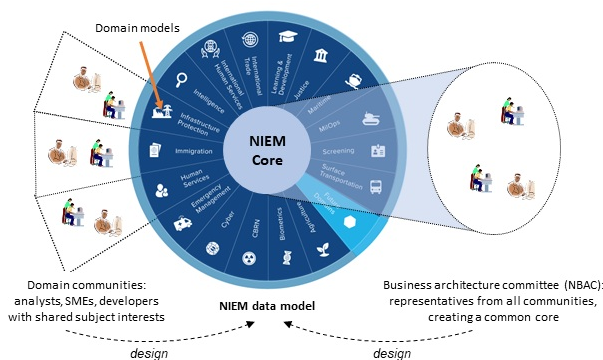 Domain models
International
Human Services
International
Trade
Learning &
Development
Justice
Maritime
MilOps
Screening
Surface
Transportation
Future
Domains
Agriculture
Biometrics
CBRN
Cyber
Emergency
Management
Human
Services
Immigration
Infrastructure
Protection
Intelligence
NIEM
Core
Domain communities:
analysts, SMEs, developers
with shared subject interests
NIEM data model
Business architecture committee (NBAC):
representatives from all communities,
creating a common core
design
design